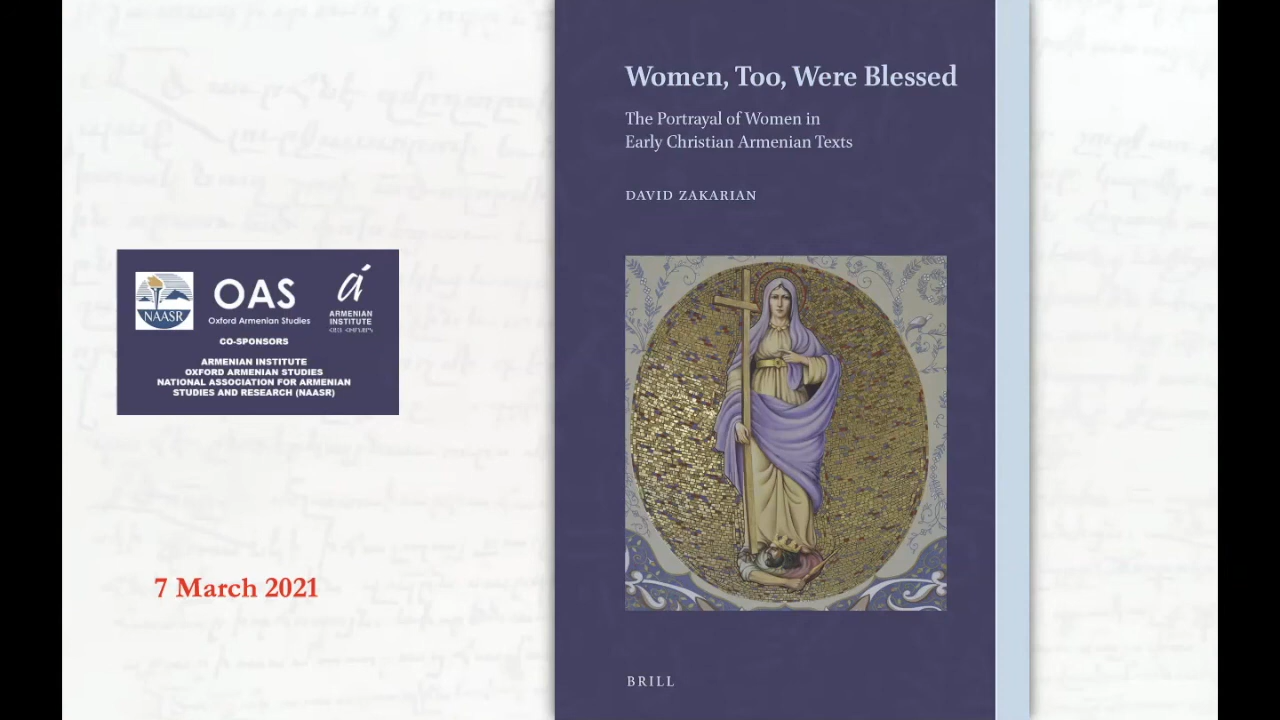 NAASR
OAS
Oxford Armenian Studies
á
ARMENIAN
INSTITUTE
CO-SPONSORS
ARMENIAN INSTITUTE
OXFORD ARMENIAN STUDIES
NATIONAL ASSOCIATION FOR ARMENIAN
STUDIES AND RESEARCH (NAASR)
7 March 2021
Women, Too, Were Blessed
The Portrayal of Women in
Early Christian Armenian Texts
DAVID ZAKARIAN
BRILL